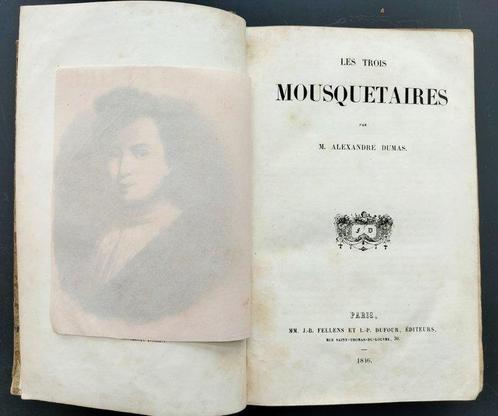 LES TROIS
MOUSQUETAIRES
PAR
M. ALEXANDRE DUMAS.
F D
PARIS,
MM. J.-B. FELLENS ET L.-P. DUFOUR, ÉDITEURS,
RUE SAINT-THOMAS-DU-LOUVRE, 30.
1846.